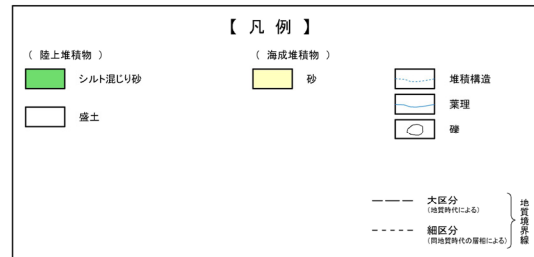 【 凡 例 】
( 陸上堆積物 )
シルト混じり砂
盛土
( 海成堆積物 )
砂
堆積構造
葉理
礫
大区分
(地質時代による)
細区分
(同地質時代の層相による)
地質境界線